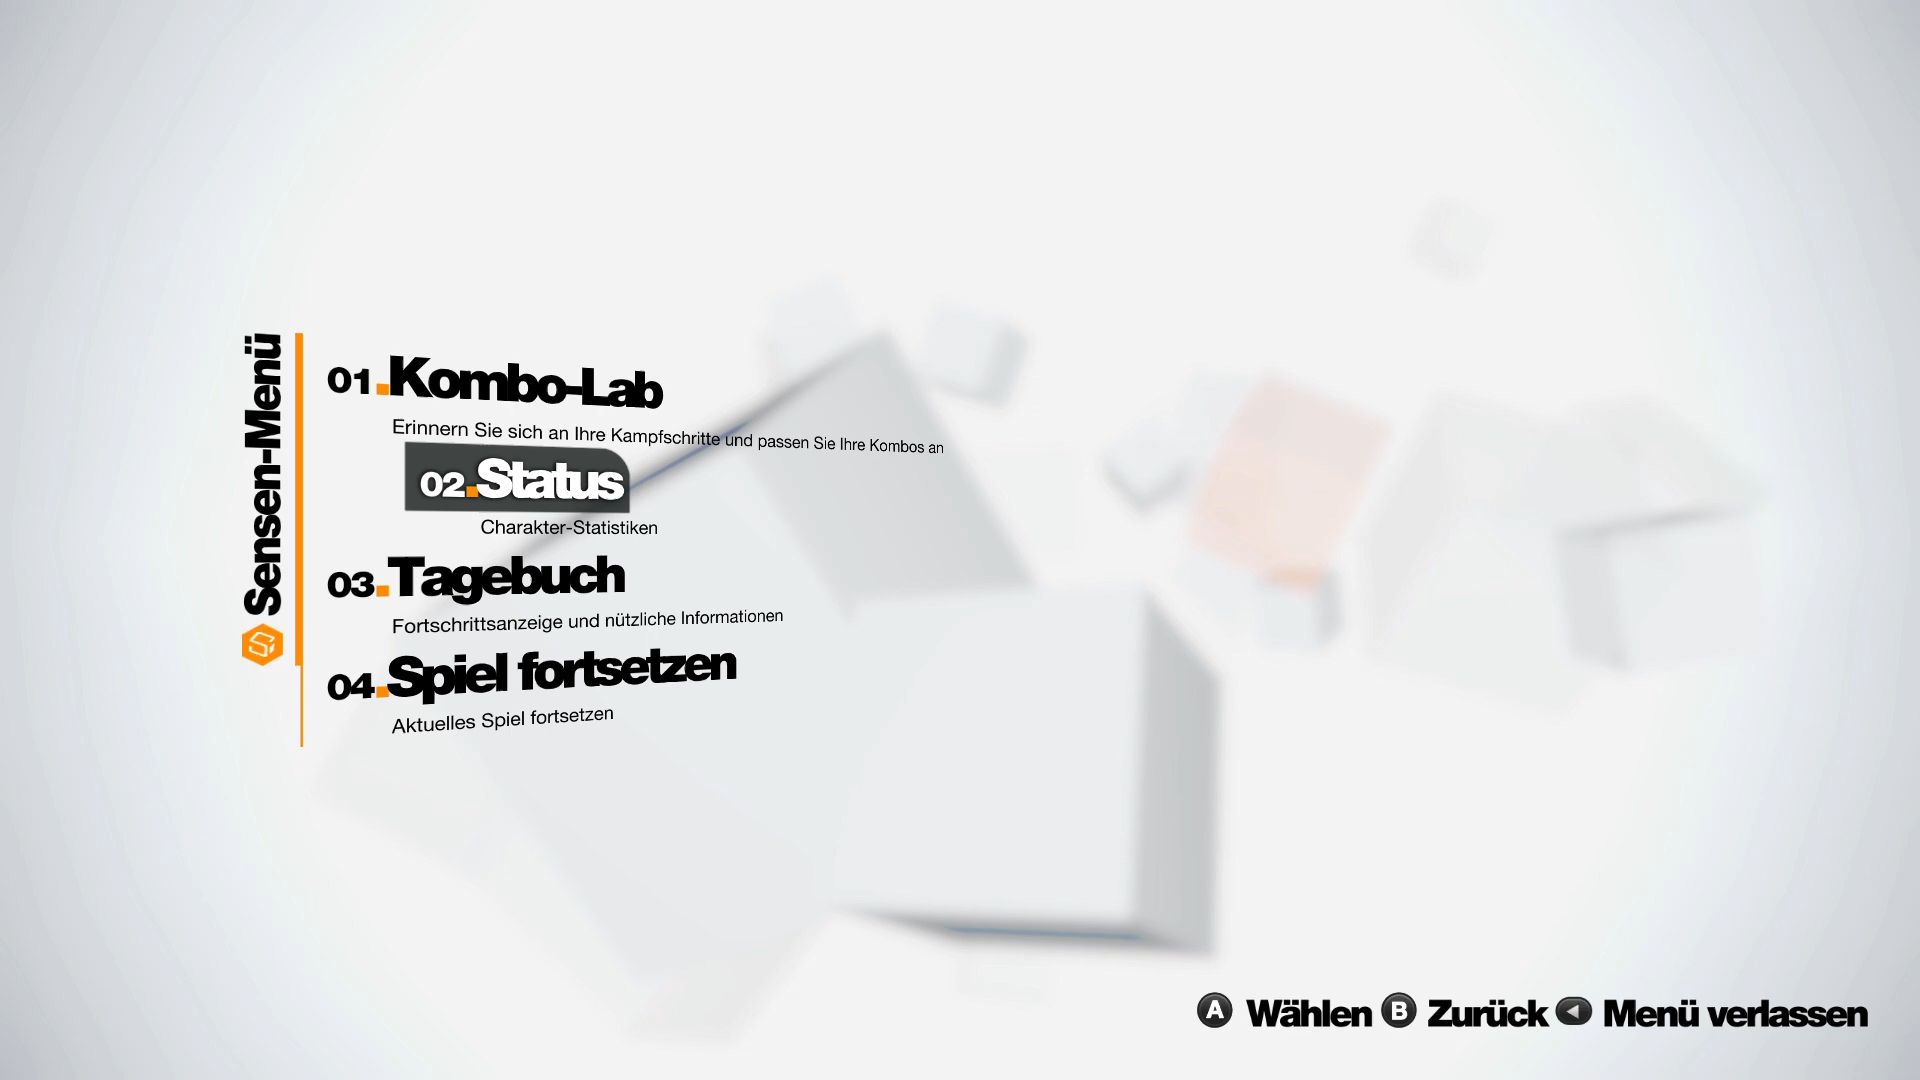 Sensen-Menü
01.Kombo-Lab
Erinnern Sie sich an Ihre Kampfschritte und passen Sie Ihre Kombos an
02.Status
Charakter-Statistiken
03.Tagebuch
Fortschrittsanzeige und nützliche Informationen
04.Spiel fortsetzen
Aktuelles Spiel fortsetzen
A Wählen B Zurück Menü verlassen